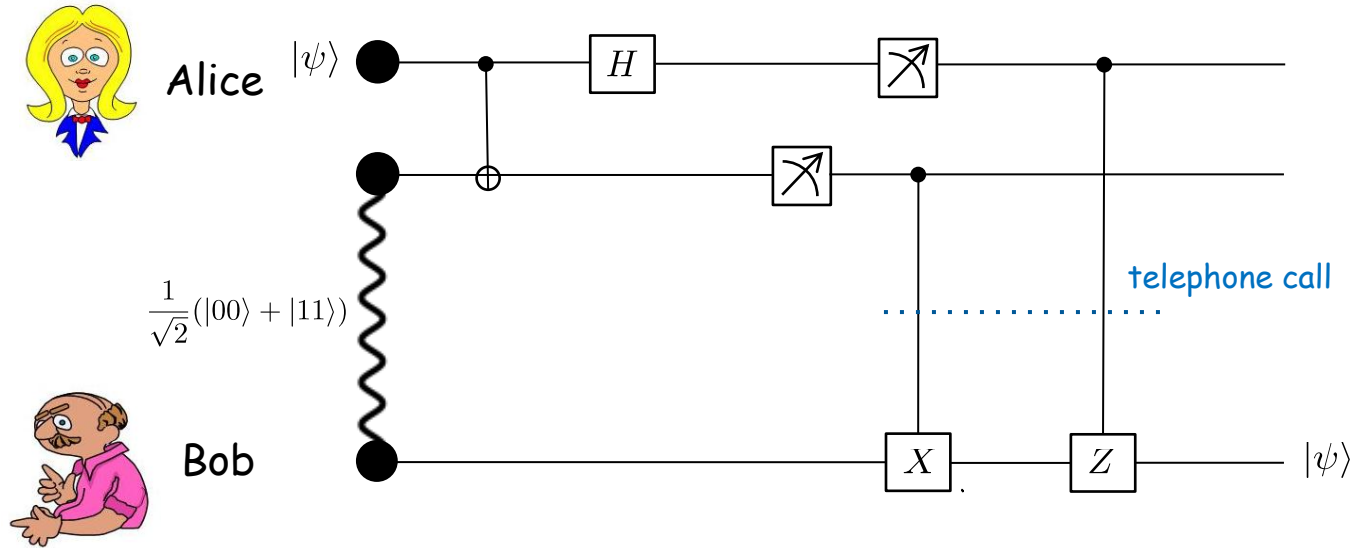 |ψ⟩
Alice
H
telephone call
1/√2(|00⟩ + |11⟩)
Bob
X
Z
|ψ⟩